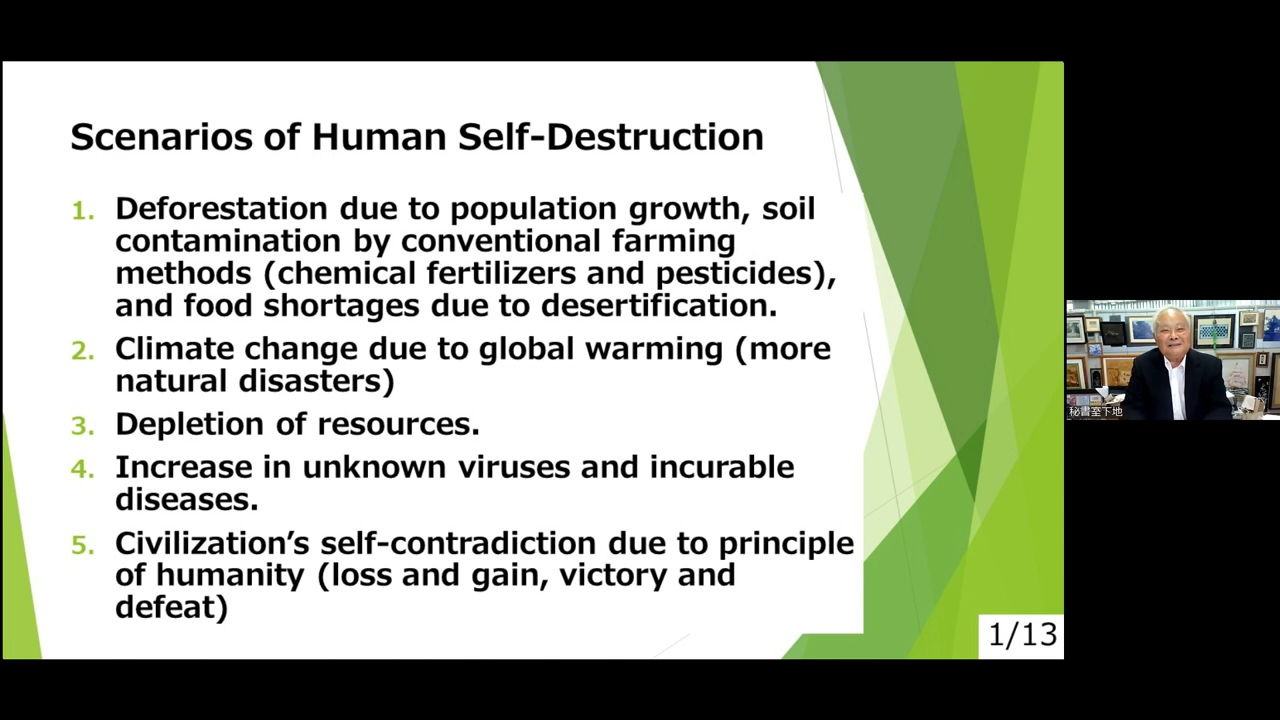 Scenarios of Human Self-Destruction
1. Deforestation due to population growth, soil
contamination by conventional farming
methods (chemical fertilizers and pesticides),
and food shortages due to desertification.
2. Climate change due to global warming (more
natural disasters)
3. Depletion of resources.
4. Increase in unknown viruses and incurable
diseases.
5. Civilization’s self-contradiction due to principle
of humanity (loss and gain, victory and
defeat)
1/13
秘書室下地